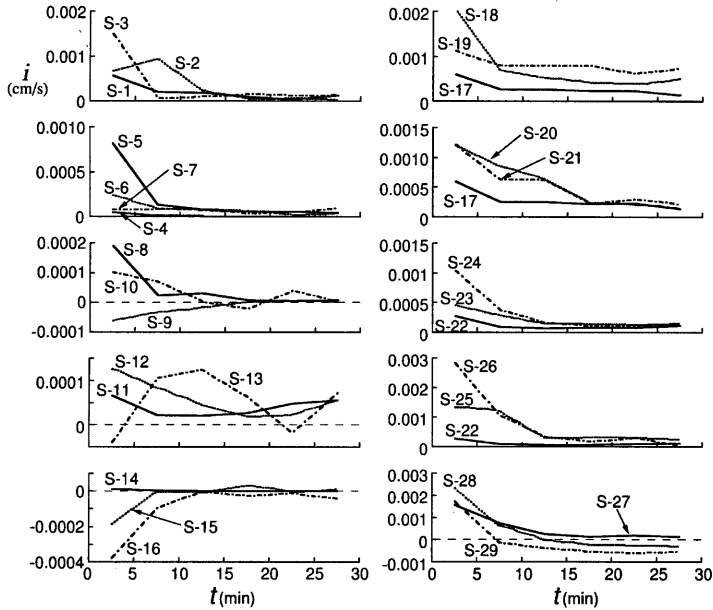 0.002
0.001
0
S-3
S-2
S-1
i
(cm/s)
0.0010
0.0005
0
S-5
S-7
S-6
S-4
0.0002
0.0001
0
-0.0001
S-8
S-10
S-9
0.0001
0
S-12
S-13
S-11
0
-0.0002
-0.0004
S-14
S-15
S-16
0 5 10 15 20 25 30
t (min)
0.002
0.001
0
S-18
S-19
S-17
0.0015
0.0010
0.0005
0
S-20
S-21
S-17
0.0015
0.0005
0
S-24
S-23
S-22
0.003
0.002
0.001
0
S-26
S-25
S-22
0.003
0.002
0.001
0
-0.001
S-28
S-27
S-29
0 5 10 15 20 25 30
t (min)